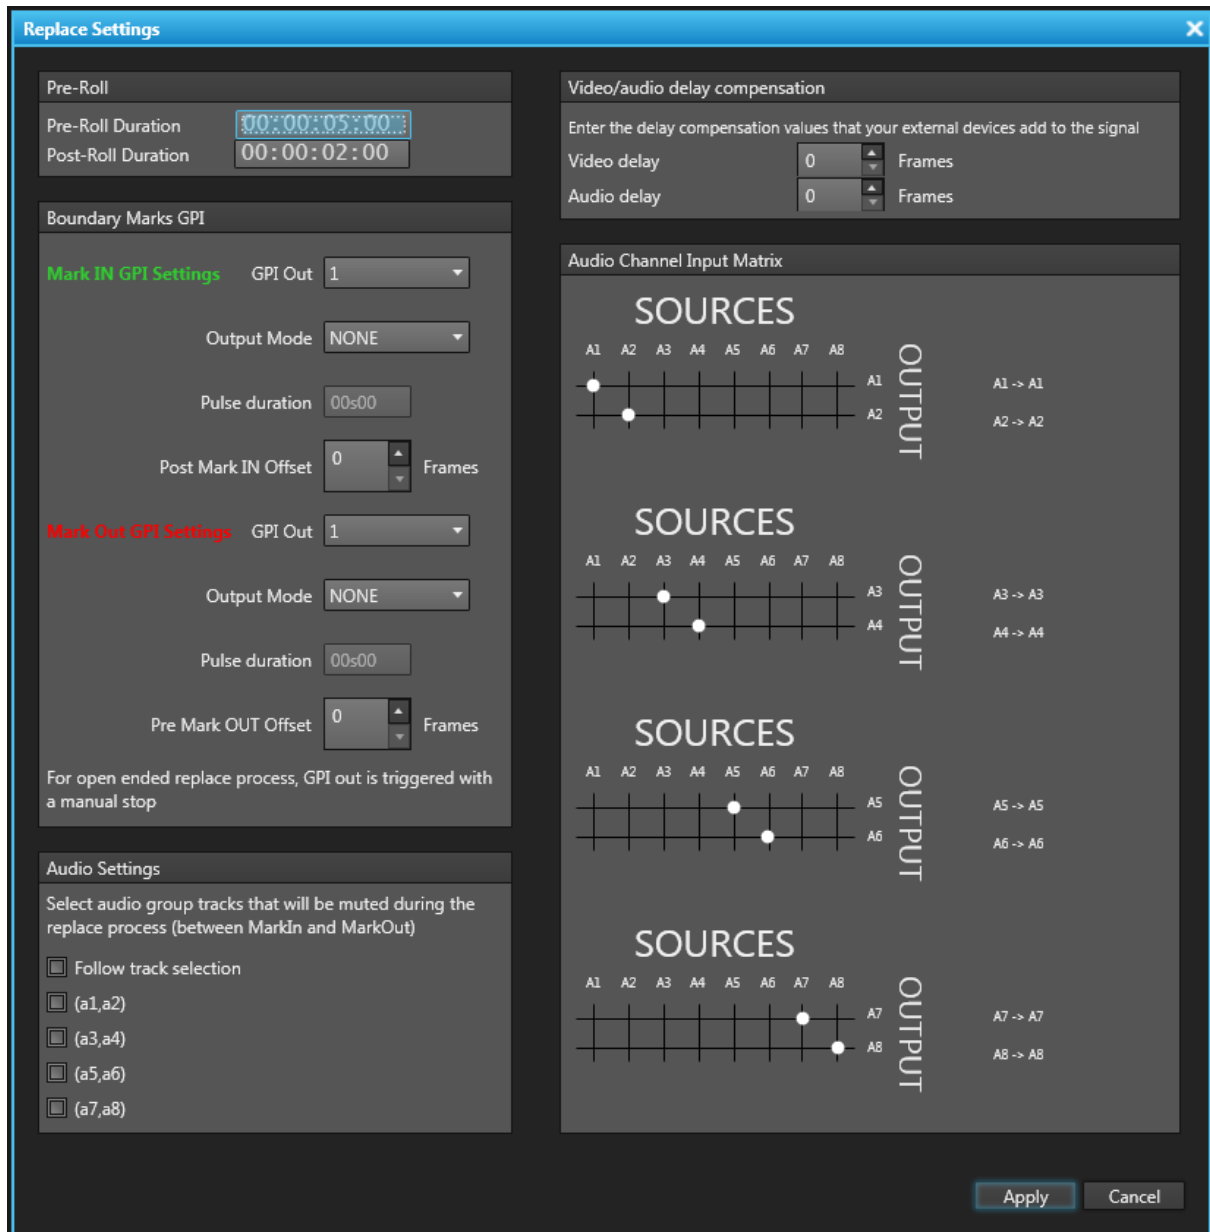 Replace Settings
Pre-Roll
Pre-Roll Duration 00:00:05:00
Post-Roll Duration 00:00:02:00
Boundary Marks GPI
Mark IN GPI Settings GPI Out 1
Output Mode NONE
Pulse duration 00s00
Post Mark IN Offset 0 Frames
Mark Out GPI Settings GPI Out 1
Output Mode NONE
Pulse duration 00s00
Pre Mark OUT Offset 0 Frames
For open ended replace process, GPI out is triggered with
a manual stop
Audio Settings
Select audio group tracks that will be muted during the
replace process (between MarkIn and MarkOut)
Follow track selection
(a1,a2)
(a3,a4)
(a5,a6)
(a7,a8)
Video/audio delay compensation
Enter the delay compensation values that your external devices add to the signal
Video delay 0 Frames
Audio delay 0 Frames
Audio Channel Input Matrix
SOURCES
A1 A2 A3 A4 A5 A6 A7 A8
A1
A2
OUTPUT
A1 -> A1
A2 -> A2
SOURCES
A1 A2 A3 A4 A5 A6 A7 A8
A3
A4
OUTPUT
A3 -> A3
A4 -> A4
SOURCES
A1 A2 A3 A4 A5 A6 A7 A8
A5
A6
OUTPUT
A5 -> A5
A6 -> A6
SOURCES
A1 A2 A3 A4 A5 A6 A7 A8
A7
A8
OUTPUT
A7 -> A7
A8 -> A8
Apply Cancel